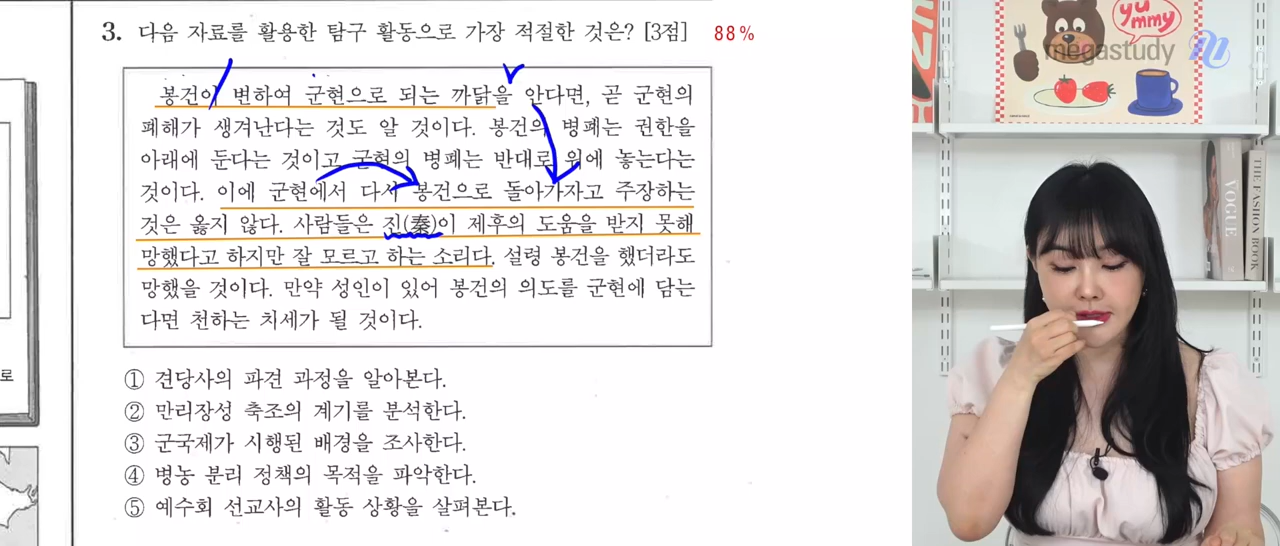 3. 다음 자료를 활용한 탐구 활동으로 가장 적절한 것은? [3점] 88%
봉건이 변하여 군현으로 되는 까닭을 안다면, 곧 군현의
폐해가 생겨난다는 것도 알 것이다. 봉건의 병폐는 권한을
아래에 둔다는 것이고 군현의 병폐는 반대로 위에 놓는다는
것이다. 이에 군현에서 다시 봉건으로 돌아가자고 주장하는
것은 옳지 않다. 사람들은 진(秦)이 제후의 도움을 받지 못해
망했다고 하지만 잘 모르고 하는 소리다. 설령 봉건을 했더라도
망했을 것이다. 만약 성인이 있어 봉건의 의도를 군현에 담는
다면 천하는 치세가 될 것이다.
① 견당사의 파견 과정을 알아본다.
② 만리장성 축조의 계기를 분석한다.
③ 군국제가 시행된 배경을 조사한다.
④ 병농 분리 정책의 목적을 파악한다.
⑤ 예수회 선교사의 활동 상황을 살펴본다.
로
yummy
megastudy
VOGUE
THE FASHION BOOK